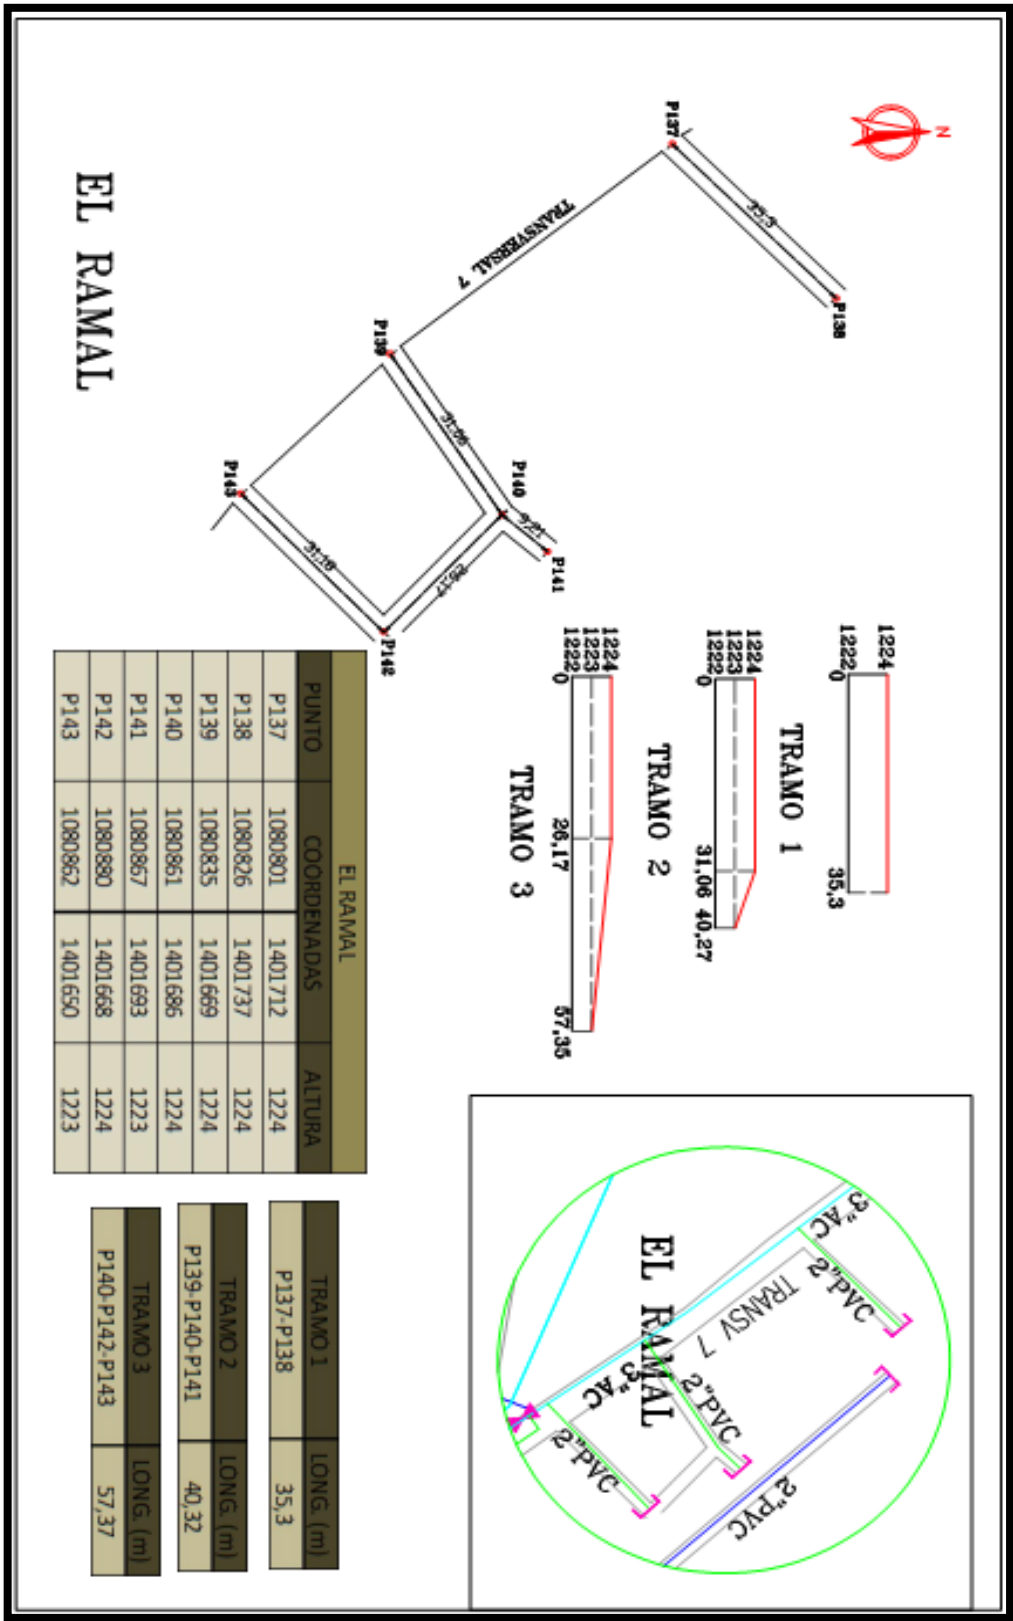 N
P137
35,3
P138
TRANSVERSAL 7
P139
31,06
P140
9,21
P141
26,17
P142
31,18
P143
EL RAMAL
1224
1222
0
35,3
TRAMO 1
1224
1223
1222
0
31,06
40,27
TRAMO 2
1224
1223
1222
0
26,17
57,35
TRAMO 3
3"AC
2"PVC
TRANSV 7
EL RAMAL
3"AC
2"PVC
2"PVC
2"PVC
EL RAMAL
PUNTO COORDENADAS ALTURA
P137 1080801 1401712 1224
P138 1080826 1401737 1224
P139 1080835 1401669 1224
P140 1080861 1401686 1224
P141 1080867 1401693 1223
P142 1080880 1401668 1224
P143 1080862 1401650 1223
TRAMO 1 LONG. (m)
P137-P138 35,3
TRAMO 2 LONG. (m)
P139-P140-P141 40,32
TRAMO 3 LONG. (m)
P140-P142-P143 57,37